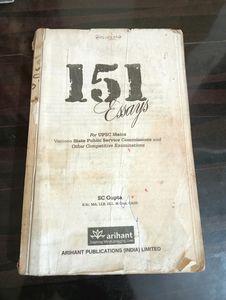 151
Essays
for UPSC Mains
Various State Public Service Commissions and
Other Competitive Examinations
SC Gupta
arihant
ARIHANT PUBLICATIONS (INDIA) LIMITED